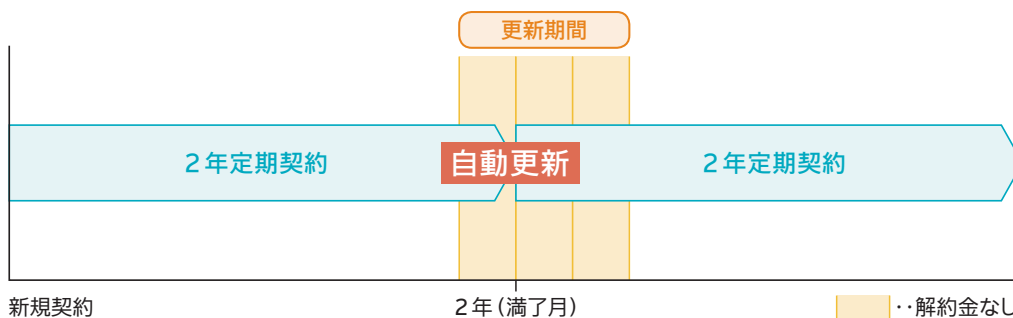 更新期間
2年定期契約
自動更新
2年定期契約
新規契約
2年(満了月)
‥解約金なし